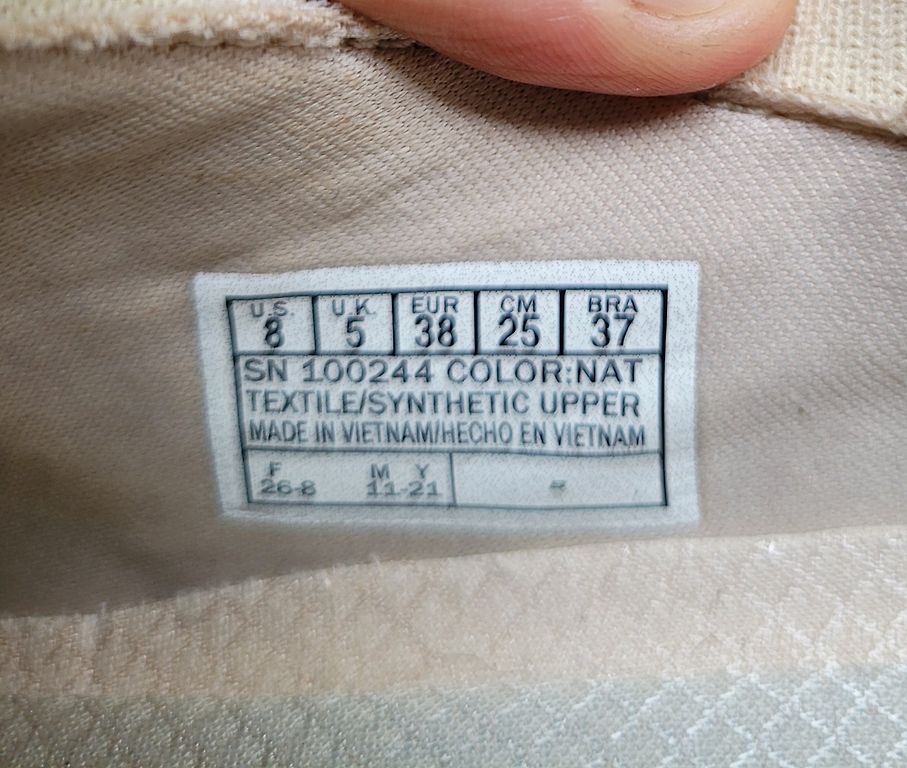 U.S. U.K. EUR CM BRA
8 5 38 25 37
SN 100244 COLOR:NAT
TEXTILE/SYNTHETIC UPPER
MADE IN VIETNAM/HECHO EN VIETNAM
F M Y
26-8 11-21 -